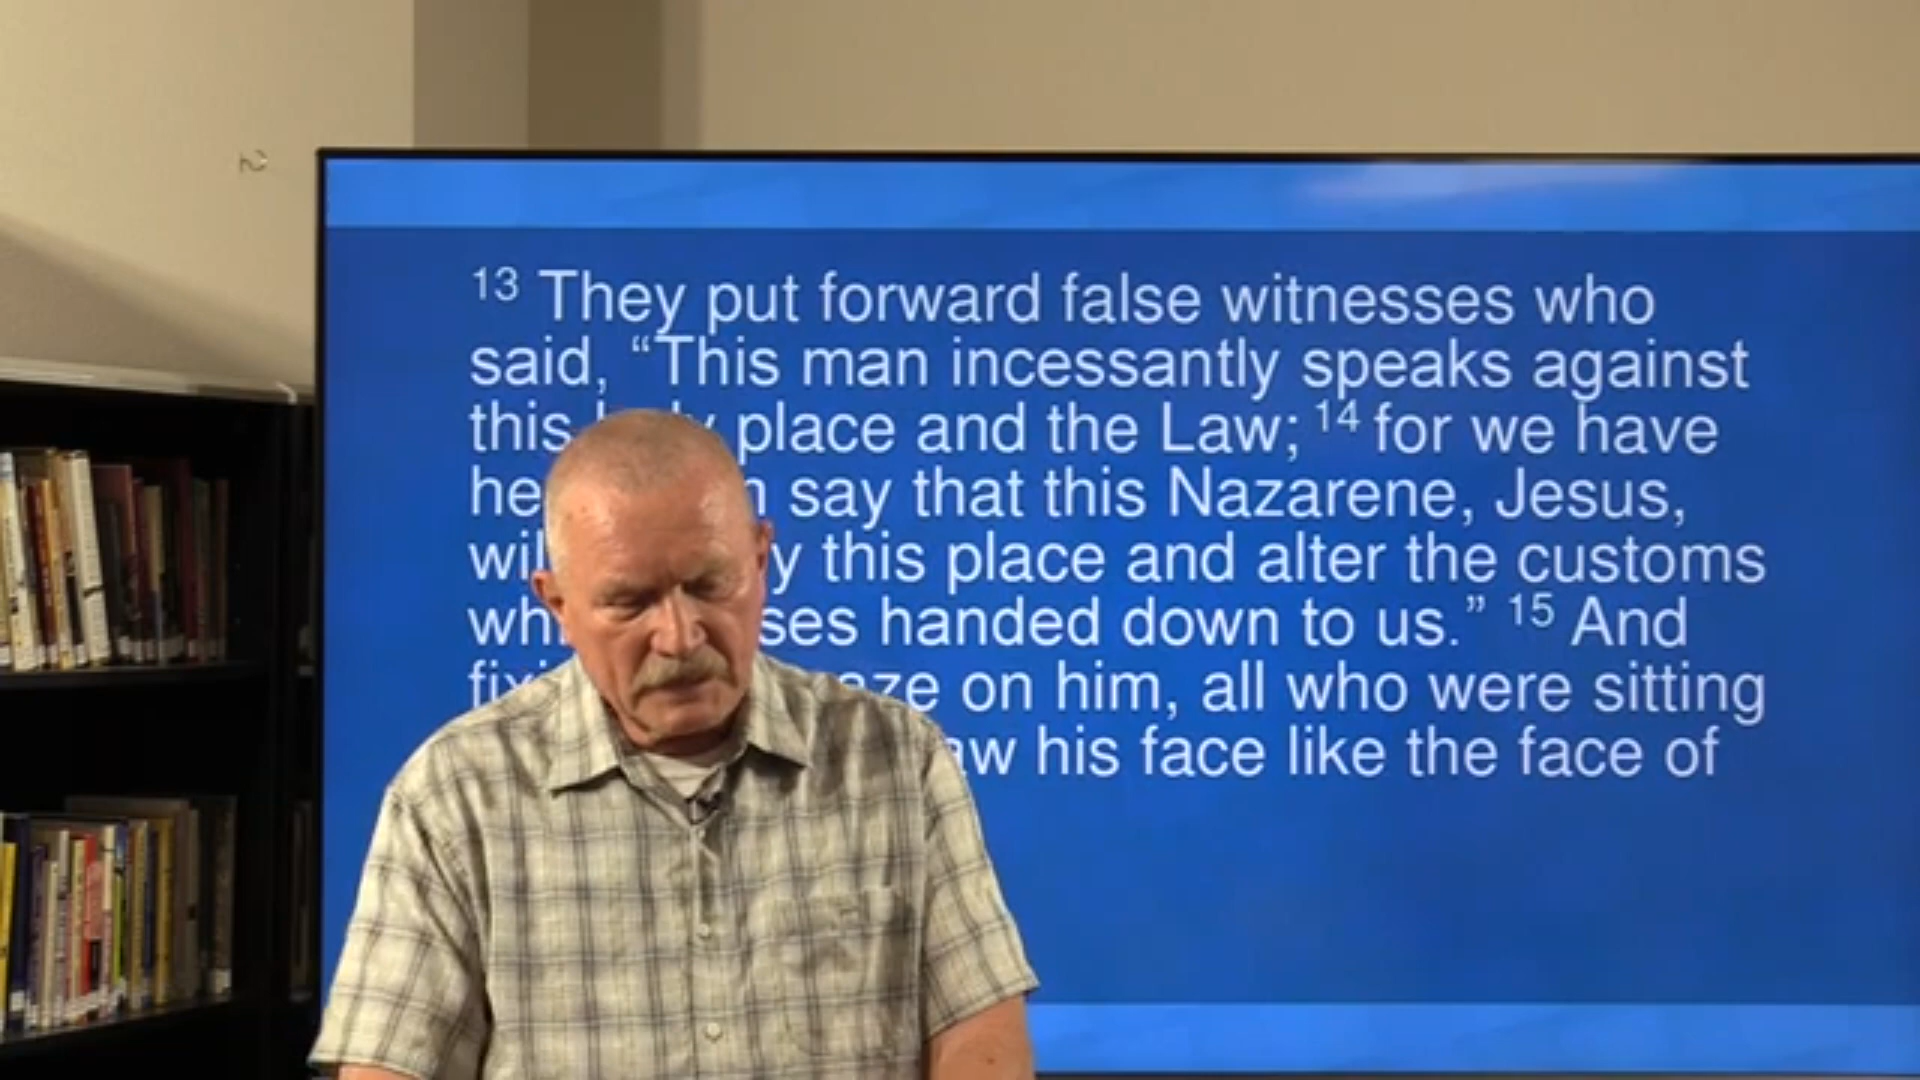 13 They put forward false witnesses who
said, “This man incessantly speaks against
this place and the Law; 14 for we have
say that this Nazarene, Jesus,
this place and alter the customs
handed down to us.” 15 And
on him, all who were sitting
his face like the face of